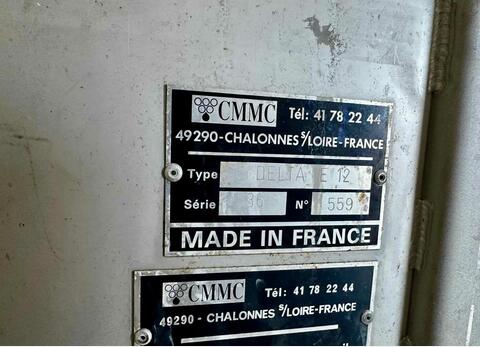 CMMC Tél: 41 78 22 44
49290-CHALONNES S/LOIRE-FRANCE
Type DELTA E 12
Série 36 N° 559
MADE IN FRANCE
CMMC Tél: 41 78 22 44
49290 - CHALONNES S/LOIRE-FRANCE